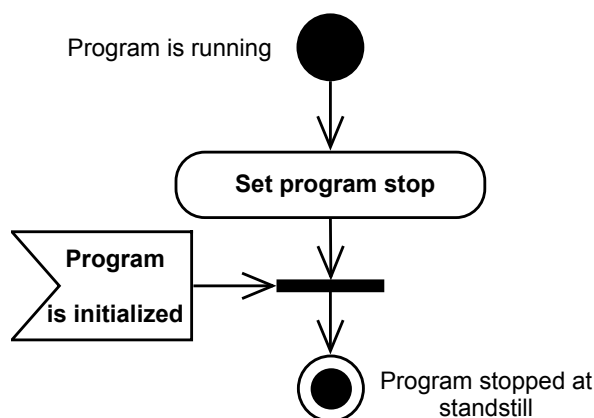 Program is running
Set program stop
Program
is initialized
Program stopped at
standstill